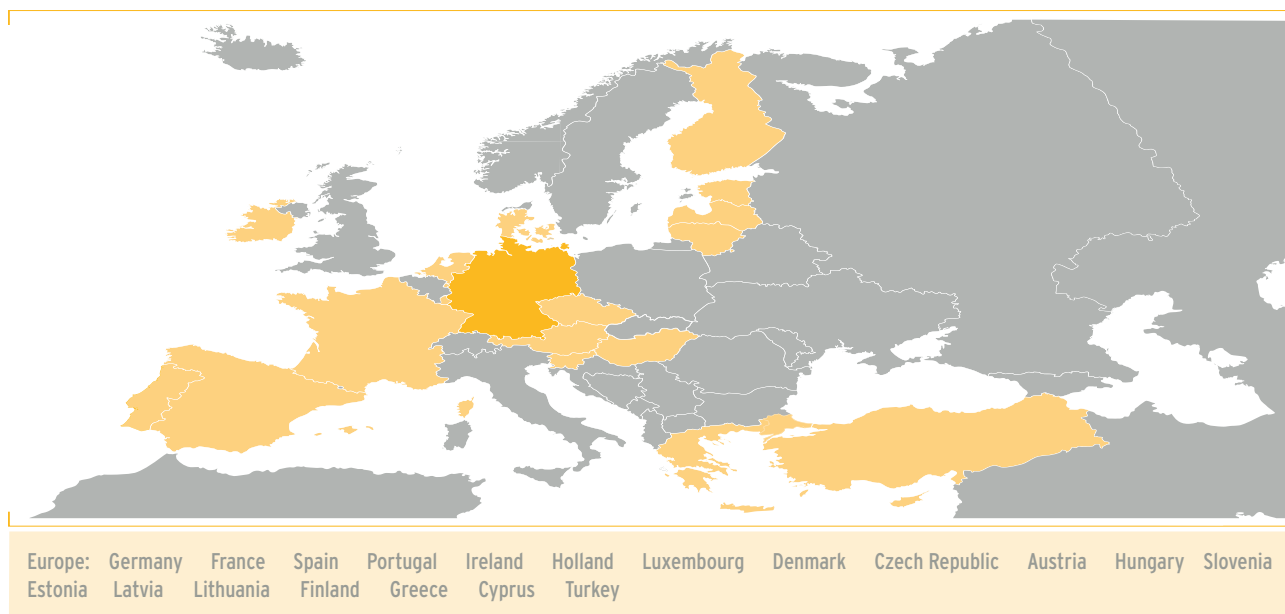 Europe: Germany France Spain Portugal Ireland Holland Luxembourg Denmark Czech Republic Austria Hungary Slovenia
Estonia Latvia Lithuania Finland Greece Cyprus Turkey